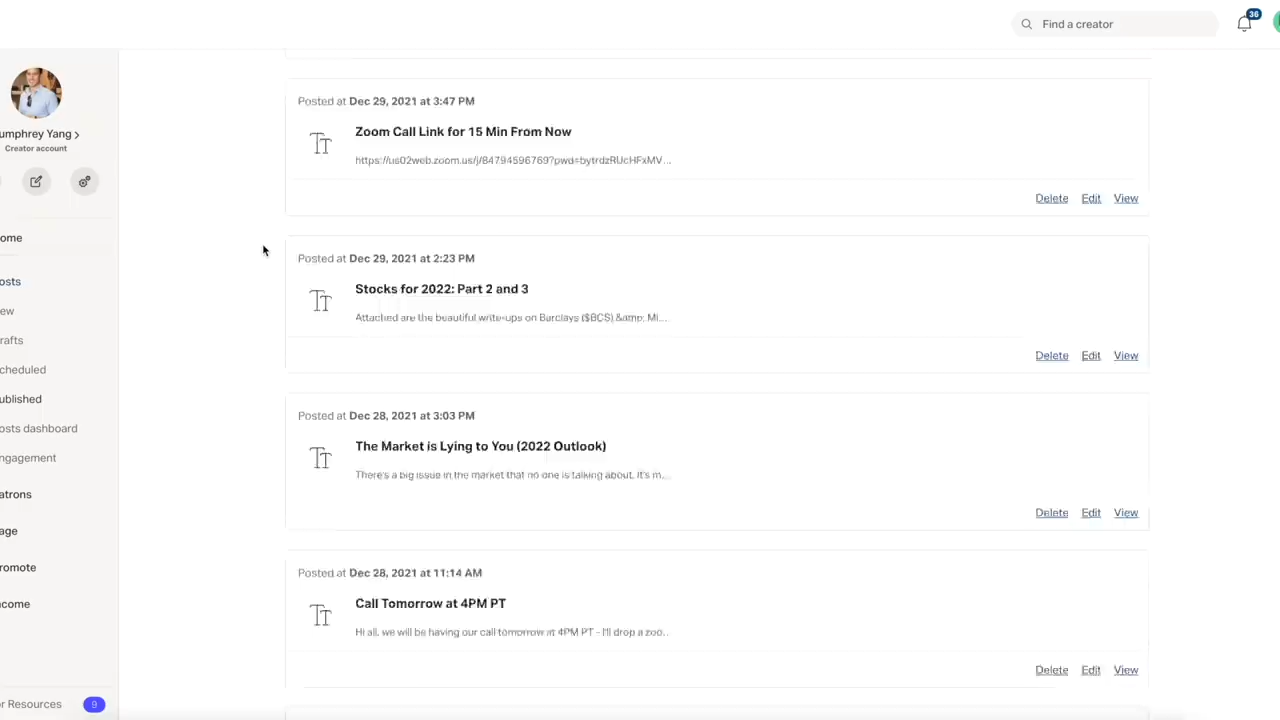 Find a creator
36
umphrey Yang >
Creator account
ome
osts
ew
rafts
cheduled
ublished
osts dashboard
ngagement
atrons
age
romote
ncome
r Resources
9
Posted at Dec 29, 2021 at 3:47 PM
Zoom Call Link for 15 Min From Now
Delete Edit View
Posted at Dec 29, 2021 at 2:23 PM
Stocks for 2022: Part 2 and 3
Attached are the beautiful write-ups on Barclays ($BCS) &amp; Mi...
Delete Edit View
Posted at Dec 28, 2021 at 3:03 PM
The Market is Lying to You (2022 Outlook)
There's a big issue in the market that no one is talking about. It's m...
Delete Edit View
Posted at Dec 28, 2021 at 11:14 AM
Call Tomorrow at 4PM PT
Hi all, we will be having our call tomorrow at 4PM PT - I'll drop a zoo..
Delete Edit View